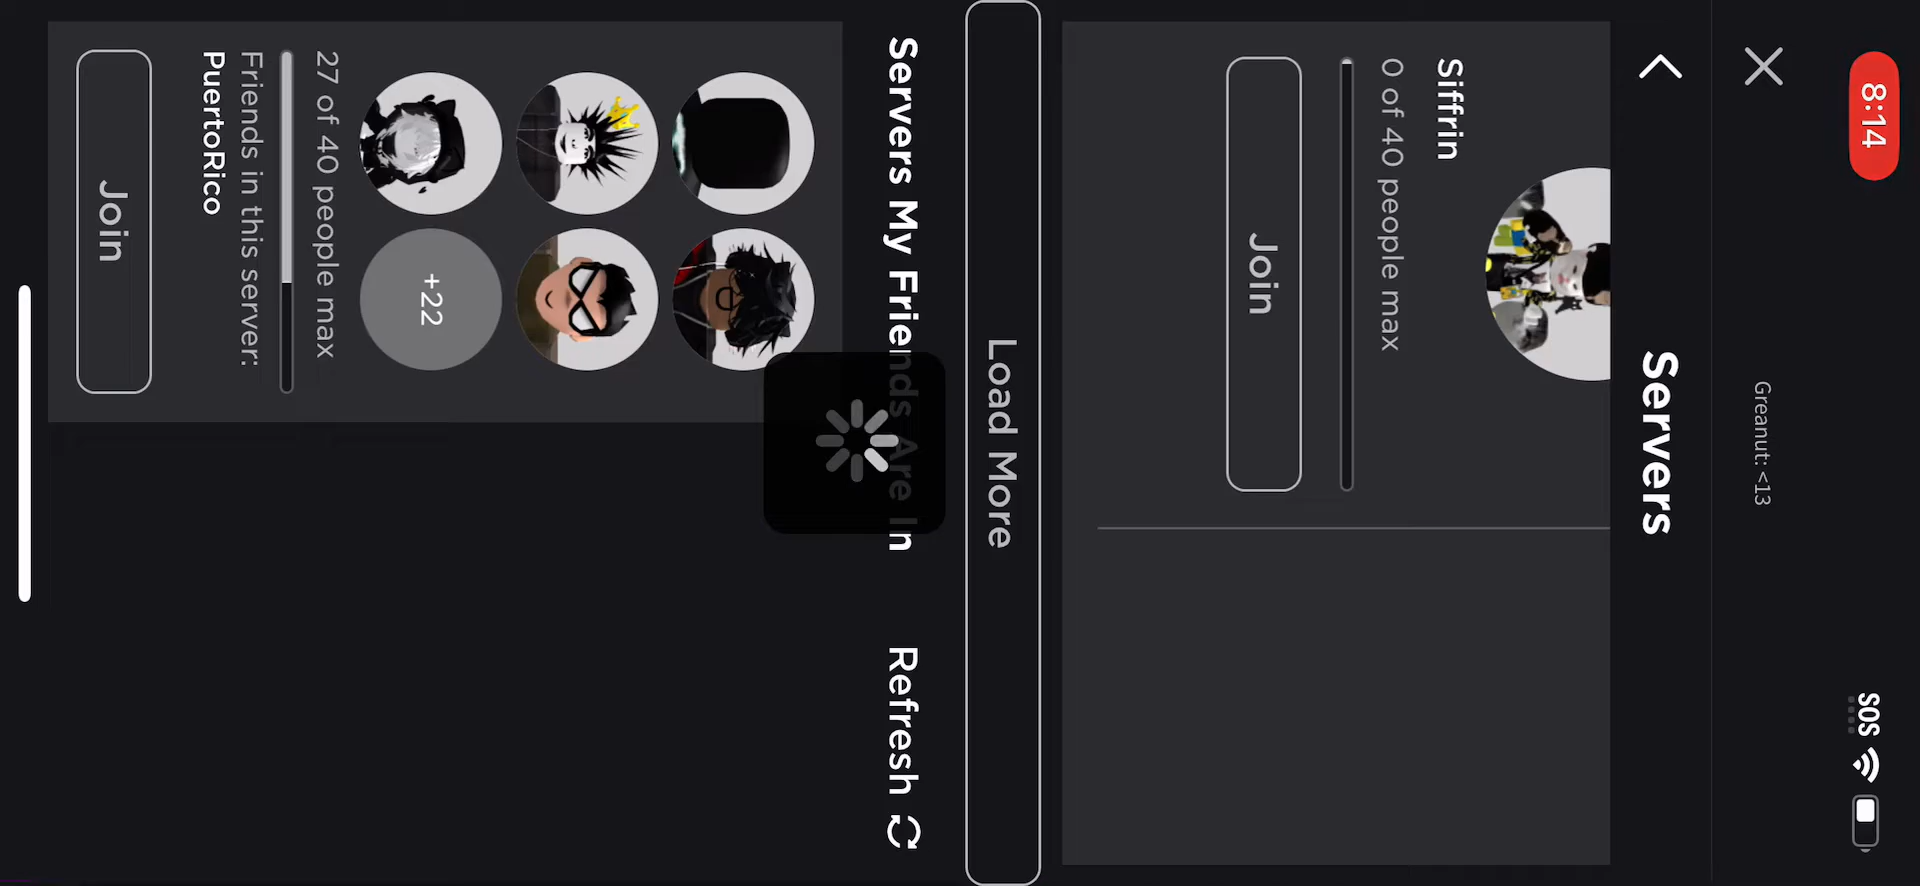 8:14
SOS
Greanut: <13
Servers
Siffrin
0 of 40 people max
Join
Load More
Servers My Friends Are In
Refresh
+22
27 of 40 people max
Friends in this server:
PuertoRico
Join